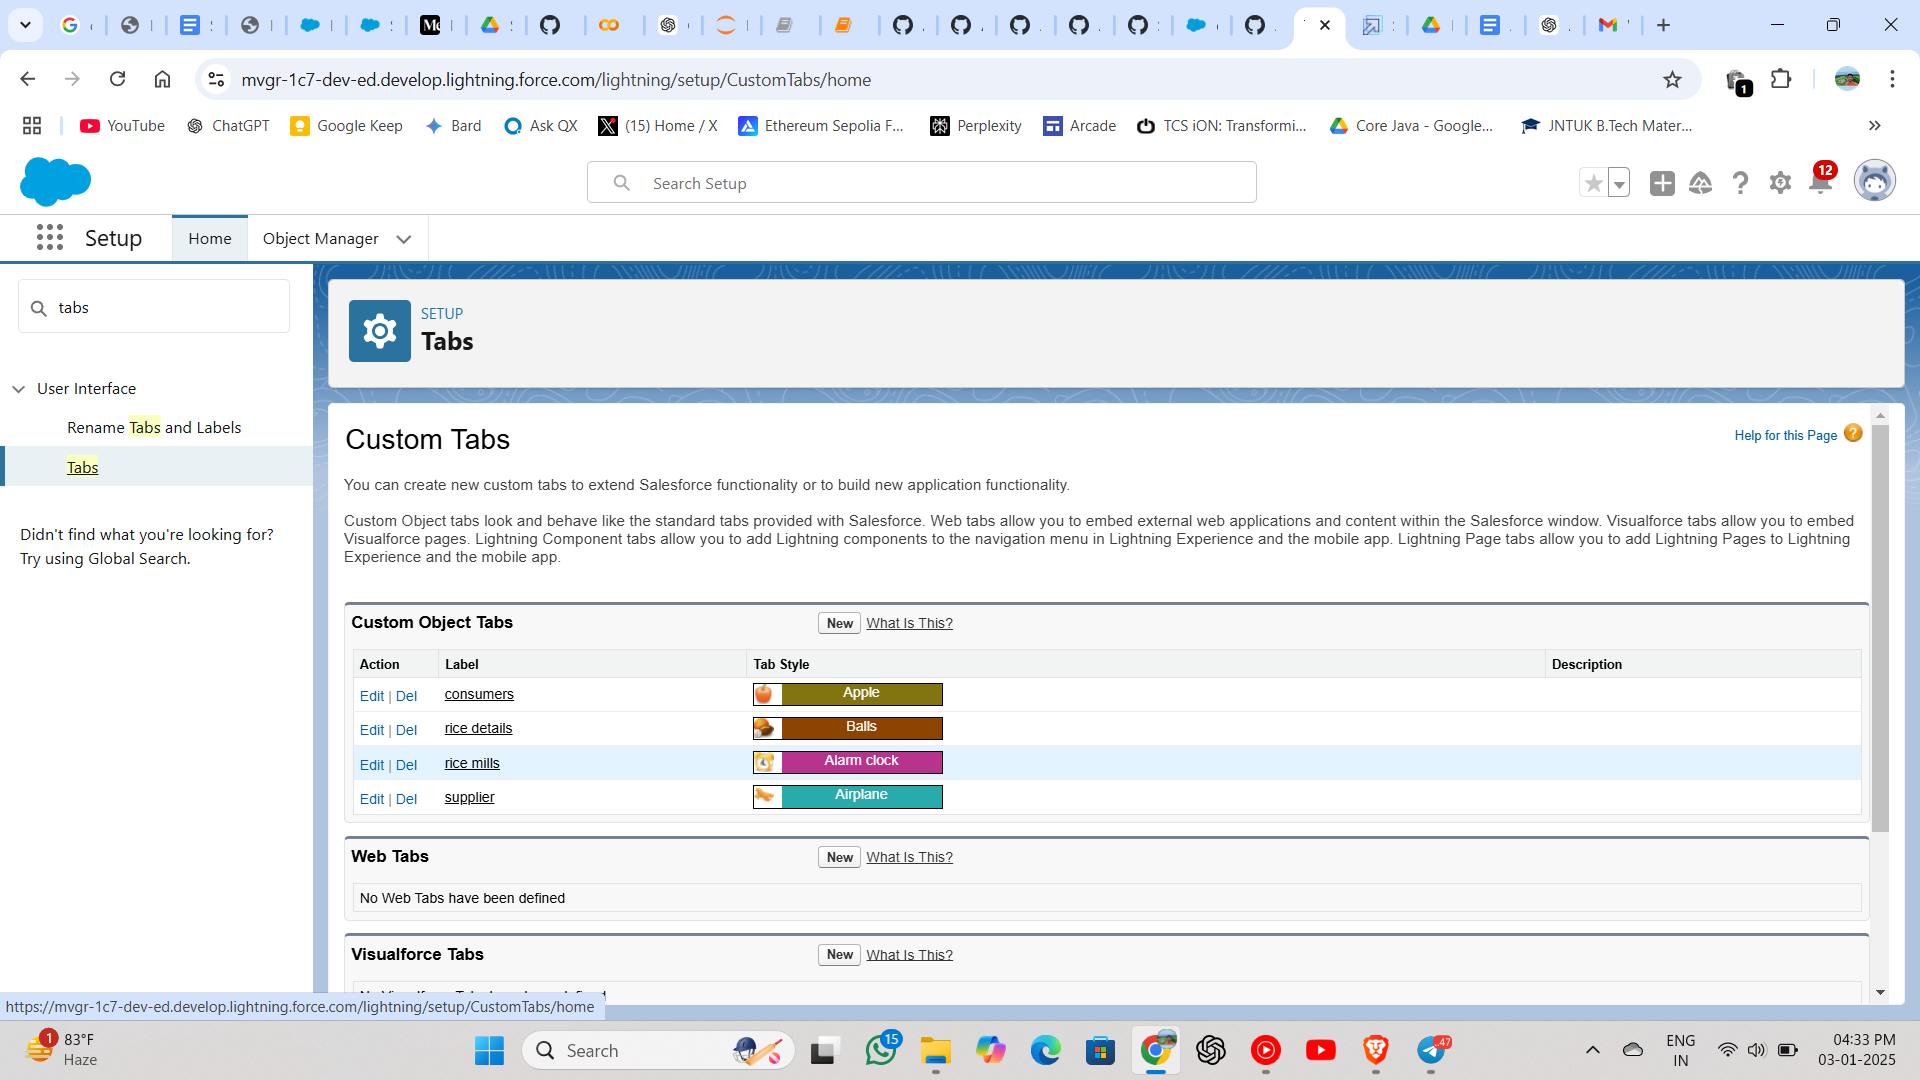 mvgr-1c7-dev-ed.develop.lightning.force.com/lightning/setup/CustomTabs/home
1
YouTube
ChatGPT
Google Keep
Bard
Ask QX
(15) Home / X
Ethereum Sepolia F...
Perplexity
Arcade
TCS iON: Transformi...
Core Java - Google...
JNTUK B.Tech Mater...
Search Setup
12
Setup
Home
Object Manager
tabs
User Interface
Rename Tabs and Labels
Tabs
Didn't find what you're looking for?
Try using Global Search.
SETUP
Tabs
Custom Tabs
Help for this Page
You can create new custom tabs to extend Salesforce functionality or to build new application functionality.
Custom Object tabs look and behave like the standard tabs provided with Salesforce. Web tabs allow you to embed external web applications and content within the Salesforce window. Visualforce tabs allow you to embed
Visualforce pages. Lightning Component tabs allow you to add Lightning components to the navigation menu in Lightning Experience and the mobile app. Lightning Page tabs allow you to add Lightning Pages to Lightning
Experience and the mobile app.
Custom Object Tabs New What Is This?
Action Label Tab Style Description
Edit | Del consumers Apple
Edit | Del rice details Balls
Edit | Del rice mills Alarm clock
Edit | Del supplier Airplane
Web Tabs New What Is This?
No Web Tabs have been defined
Visualforce Tabs New What Is This?
https://mvgr-1c7-dev-ed.develop.lightning.force.com/lightning/setup/CustomTabs/home
1
83°F
Haze
Search
15
47
ENG
IN
04:33 PM
03-01-2025